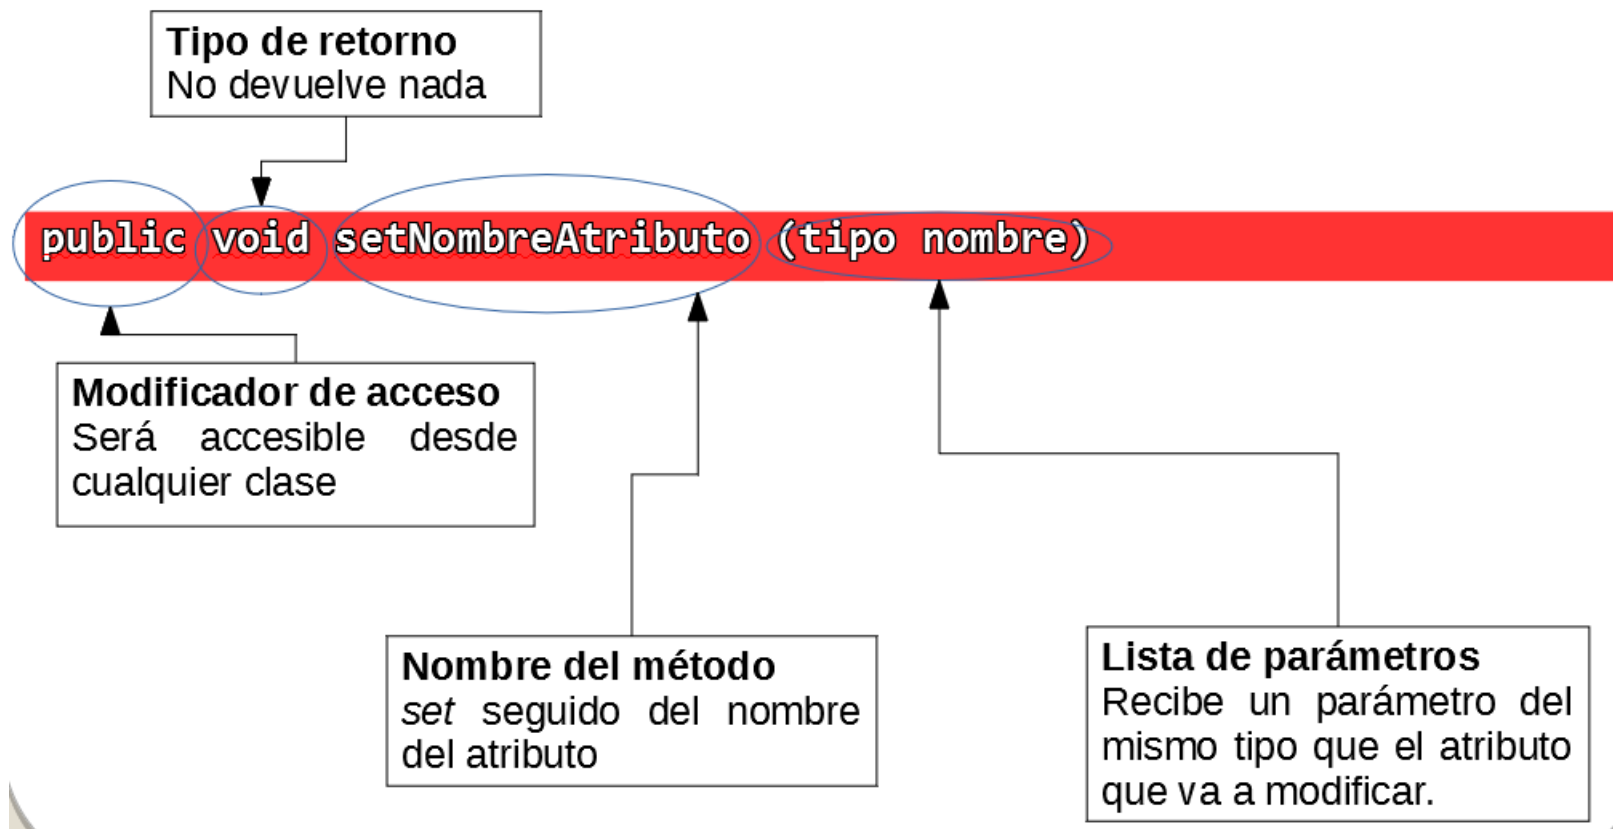 Tipo de retorno
No devuelve nada
public void setNombreAtributo (tipo nombre)
Modificador de acceso
Será accesible desde
cualquier clase
Nombre del método
set seguido del nombre
del atributo
Lista de parámetros
Recibe un parámetro del
mismo tipo que el atributo
que va a modificar.